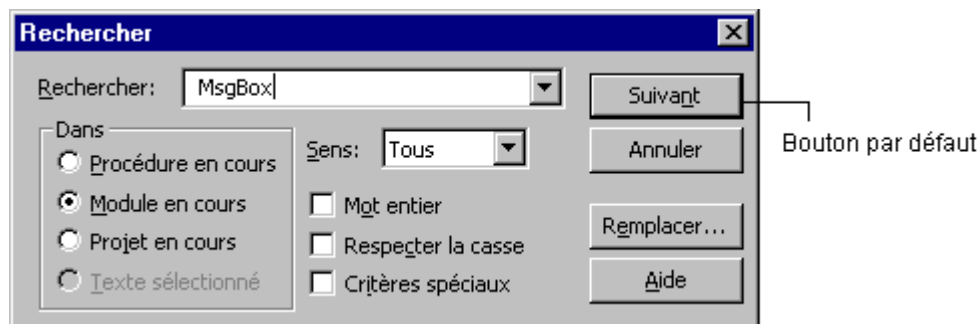 Rechercher
Rechercher: MsgBox
Suivant
Bouton par défaut
Dans
Procédure en cours
Module en cours
Projet en cours
Texte sélectionné
Sens: Tous
Mot entier
Respecter la casse
Critères spéciaux
Annuler
Remplacer...
Aide